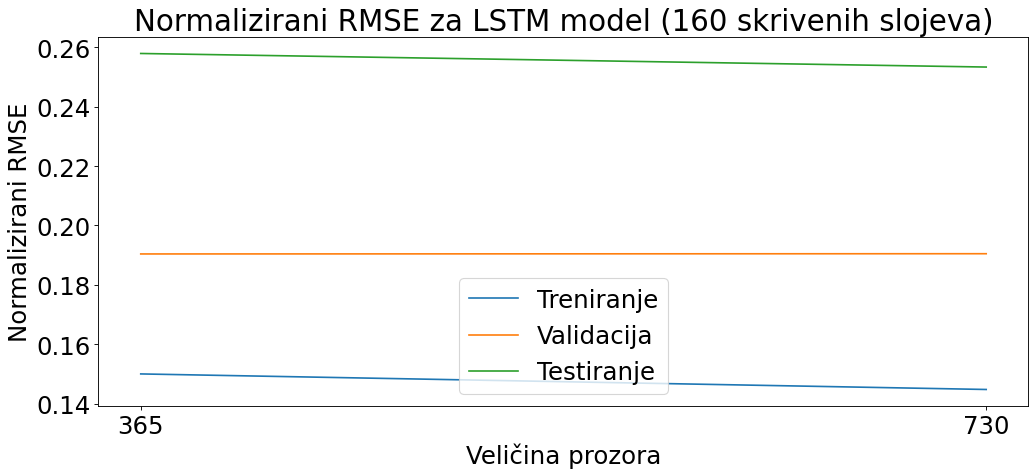 Normalizirani RMSE za LSTM model (160 skrivenih slojeva)
Normalizirani RMSE
0.26
0.24
0.22
0.20
0.18
0.16
0.14
Treniranje
Validacija
Testiranje
365
730
Veličina prozora